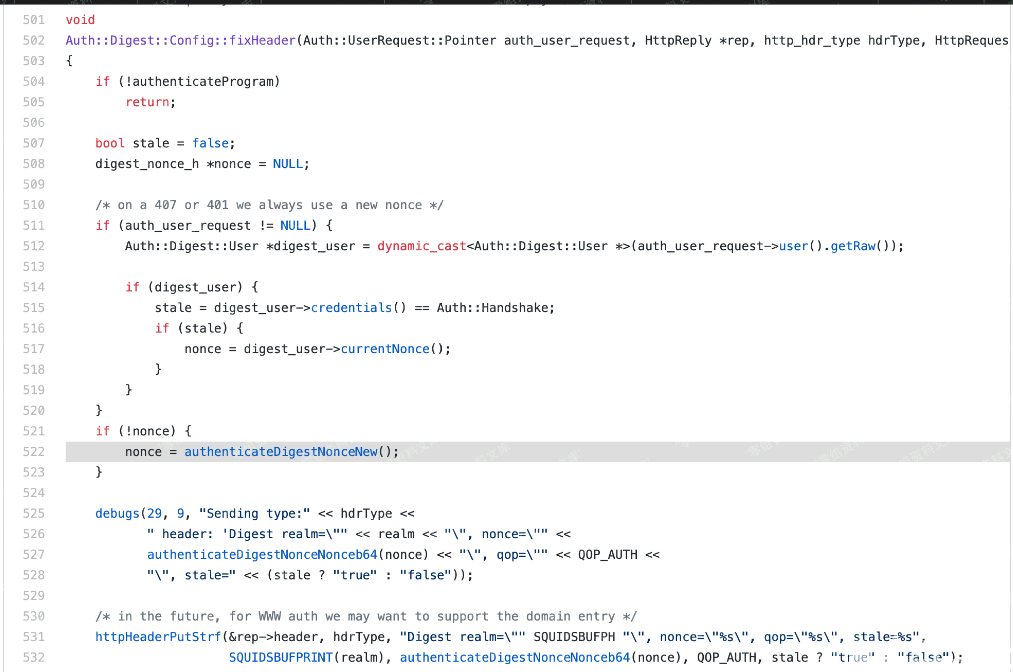 501 void
502 Auth::Digest::Config::fixHeader(Auth::UserRequest::Pointer auth_user_request, HttpReply *rep, http_hdr_type hdrType, HttpReques
503 {
504     if (!authenticateProgram)
505         return;
506
507     bool stale = false;
508     digest_nonce_h *nonce = NULL;
509
510     /* on a 407 or 401 we always use a new nonce */
511     if (auth_user_request != NULL) {
512         Auth::Digest::User *digest_user = dynamic_cast<Auth::Digest::User *>(auth_user_request->user().getRaw());
513
514         if (digest_user) {
515             stale = digest_user->credentials() == Auth::Handshake;
516             if (stale) {
517                 nonce = digest_user->currentNonce();
518             }
519         }
520     }
521     if (!nonce) {
522         nonce = authenticateDigestNonceNew();
523     }
524
525     debugs(29, 9, "Sending type:" << hdrType <<
526            " header: 'Digest realm=\"" << realm << "\", nonce=\"" <<
527            authenticateDigestNonceNonceb64(nonce) << "\", qop=\"" << QOP_AUTH <<
528            "\", stale=" << (stale ? "true" : "false"));
529
530     /* in the future, for WWW auth we may want to support the domain entry */
531     httpHeaderPutStrf(&rep->header, hdrType, "Digest realm=\"" SQUIDSBUFPH "\", nonce=\"%s\", qop=\"%s\", stale=%s",
532                       SQUIDSBUFPRINT(realm), authenticateDigestNonceNonceb64(nonce), QOP_AUTH, stale ? "true" : "false");